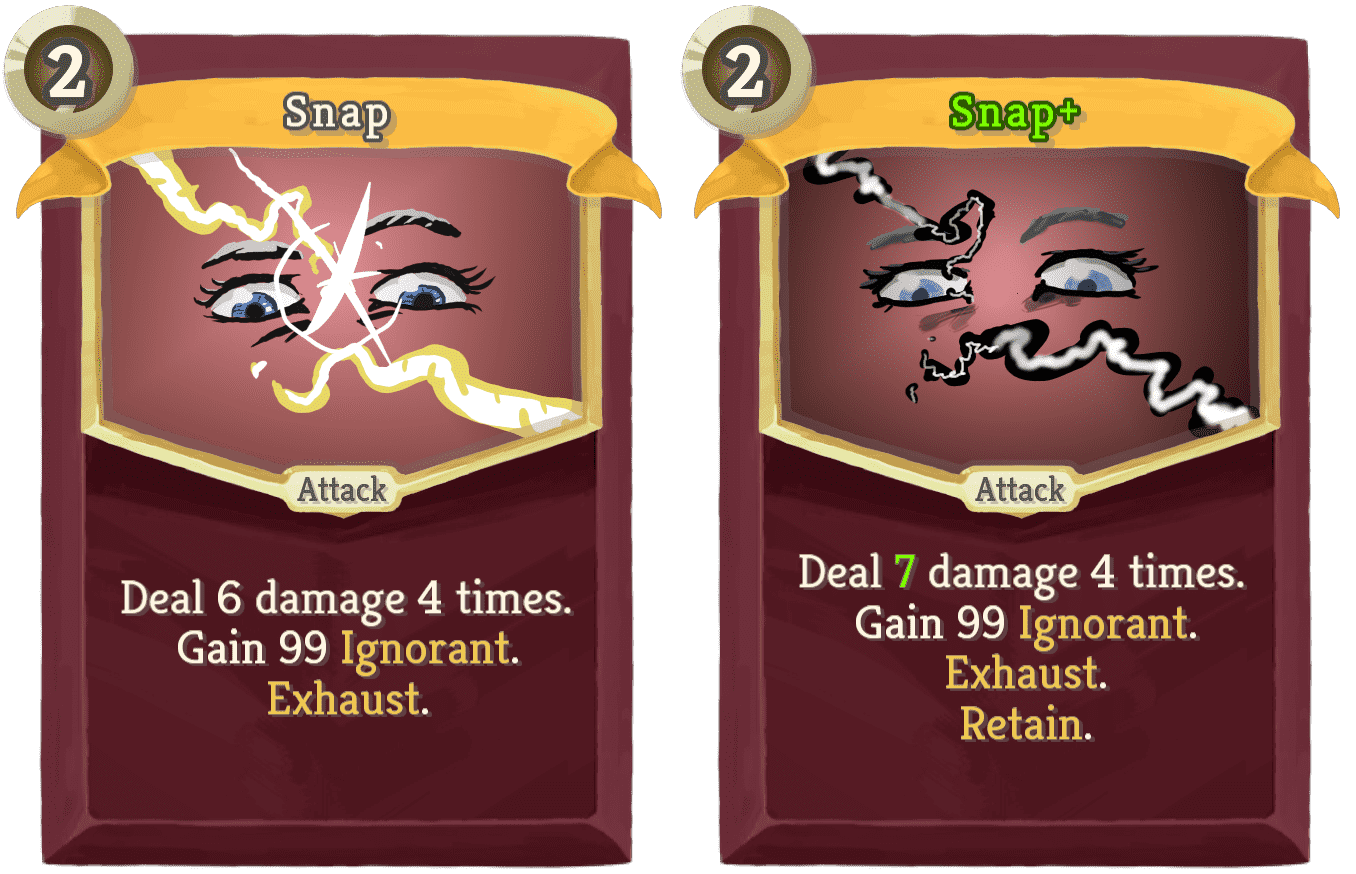 2
Snap
Attack
Deal 6 damage 4 times.
Gain 99 Ignorant.
Exhaust.
2
Snap+
Attack
Deal 7 damage 4 times.
Gain 99 Ignorant.
Exhaust.
Retain.